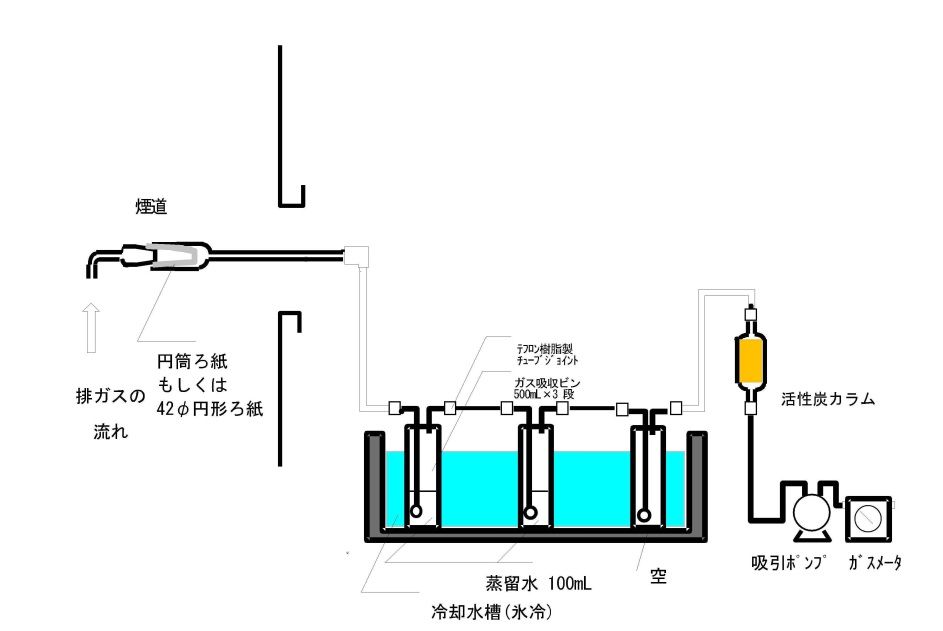 煙道
円筒ろ紙
もしくは
42φ円形ろ紙
排ガスの
流れ
ﾃﾌﾛﾝ樹脂製
ﾁｭｰﾌﾞｼﾞｮｲﾝﾄ
ガス吸収ビン
500mL×3 段
活性炭カラム
吸引ﾎﾟﾝﾌﾟ
ｶﾞｽﾒｰﾀ
蒸留水 100mL
空
冷却水槽(氷冷)